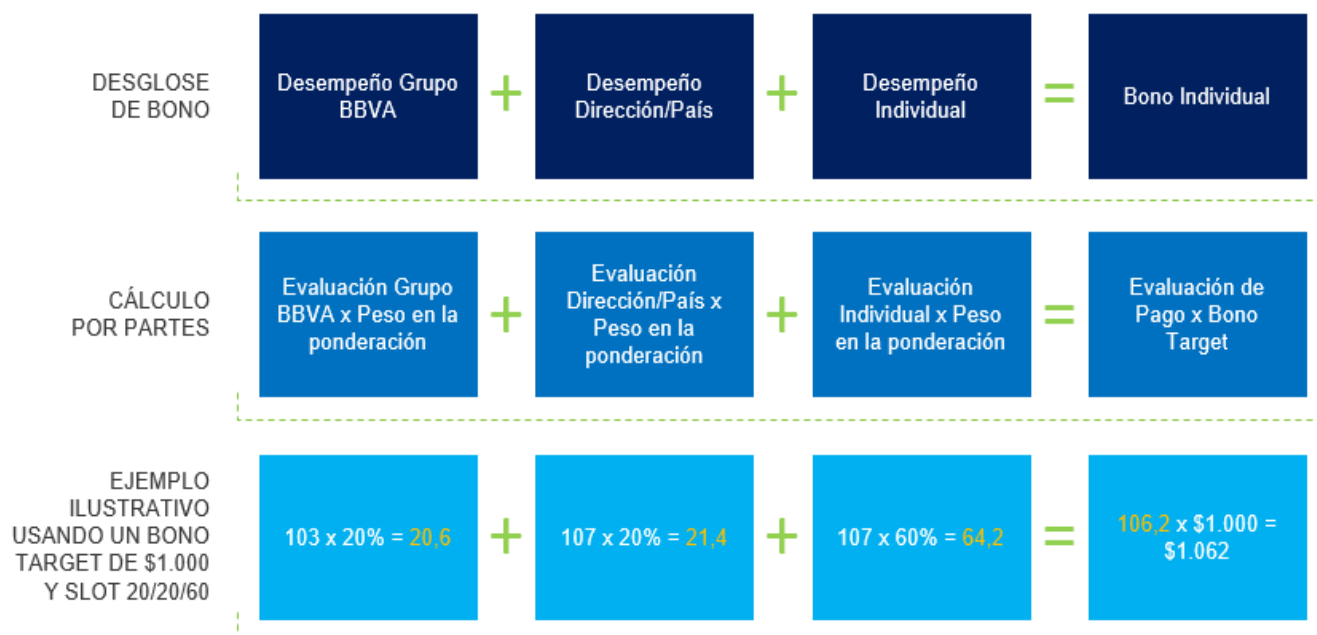 DESGLOSE
DE BONO
Desempeño Grupo
BBVA
+
Desempeño
Dirección/País
+
Desempeño
Individual
=
Bono Individual
CÁLCULO
POR PARTES
Evaluación Grupo
BBVA x Peso en la
ponderación
+
Evaluación
Dirección/País x
Peso en la
ponderación
+
Evaluación
Individual x Peso
en la ponderación
=
Evaluación de
Pago x Bono
Target
EJEMPLO
ILUSTRATIVO
USANDO UN BONO
TARGET DE $1.000
Y SLOT 20/20/60
103 x 20% = 20,6
+
107 x 20% = 21,4
+
107 x 60% = 64,2
=
106,2 x $1.000 =
$1.062